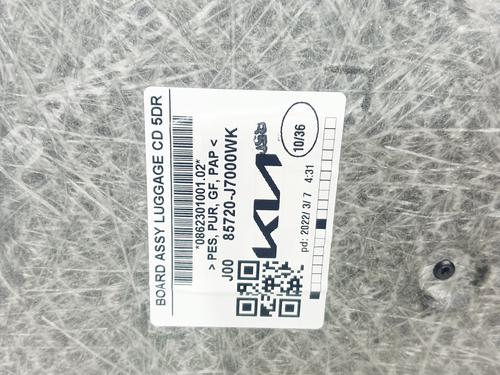 BOARD ASSY LUGGAGE CD 5DR
*0862301001.02*
> PES, PUR, GF, PAP <
J00 85720-J7000WK
KIA
10/36
pd: 2022/3/7 4:31